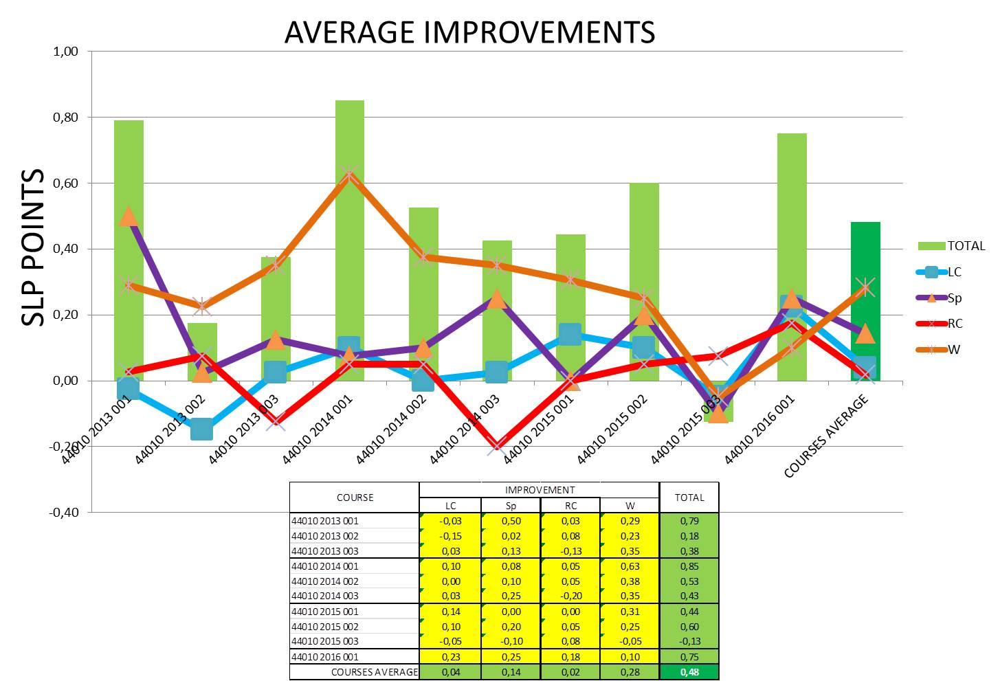 AVERAGE IMPROVEMENTS
SLP POINTS
1,00
0,80
0,60
0,40
0,20
0,00
-0,20
-0,40
44010 2013 001
44010 2013 002
44010 2013 003
44010 2014 001
44010 2014 002
44010 2014 003
44010 2015 001
44010 2015 002
44010 2015 003
44010 2016 001
COURSES AVERAGE
TOTAL
LC
Sp
RC
W
COURSE IMPROVEMENT TOTAL
LC Sp RC W
44010 2013 001 -0,03 0,50 0,03 0,29 0,79
44010 2013 002 -0,15 0,02 0,08 0,23 0,18
44010 2013 003 0,03 0,13 -0,13 0,35 0,38
44010 2014 001 0,10 0,08 0,05 0,63 0,85
44010 2014 002 0,00 0,10 0,05 0,38 0,53
44010 2014 003 0,03 0,25 -0,20 0,35 0,43
44010 2015 001 0,14 0,00 0,00 0,31 0,44
44010 2015 002 0,10 0,20 0,05 0,25 0,60
44010 2015 003 -0,05 -0,10 0,08 -0,05 -0,13
44010 2016 001 0,23 0,25 0,18 0,10 0,75
COURSES AVERAGE 0,04 0,14 0,02 0,28 0,48